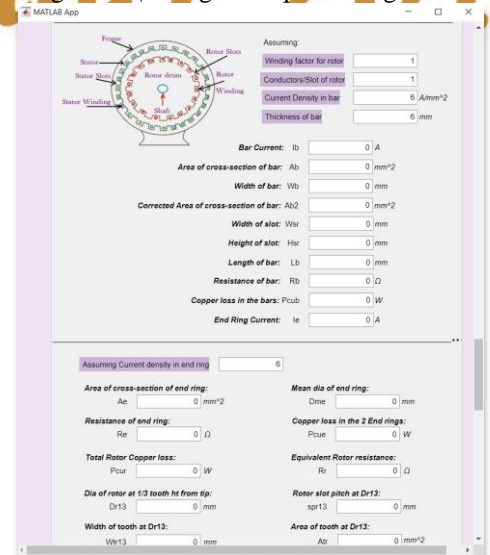 MATLAB App
Frame
Rotor Slots
Stator
Stator Slots
Rotor drum
Rotor
Winding
Stator Winding
Shaft
Assuming:
Winding factor for rotor 1
Conductors/Slot of rotor 1
Current Density in bar 6 A/mm^2
Thickness of bar 6 mm
Bar Current: Ib 0 A
Area of cross-section of bar: Ab 0 mm^2
Width of bar: Wb 0 mm
Corrected Area of cross-section of bar: Ab2 0 mm^2
Width of slot: Wsr 0 mm
Height of slot: Hsr 0 mm
Length of bar: Lb 0 mm
Resistance of bar: Rb 0 Ω
Copper loss in the bars: Pcub 0 W
End Ring Current: Ie 0 A
Assuming Current density in end ring 6
Area of cross-section of end ring:
Ae 0 mm^2
Mean dia of end ring:
Dme 0 mm
Resistance of end ring:
Re 0 Ω
Copper loss in the 2 End rings:
Pcue 0 W
Total Rotor Copper loss:
Pcur 0 W
Equivalent Rotor resistance:
Rr 0 Ω
Dia of rotor at 1/3 tooth ht from tip:
Dr13 0 mm
Rotor slot pitch at Dr13:
spr13 0 mm
Width of tooth at Dr13:
Wtr13 0 mm
Area of tooth at Dr13:
Atr 0 mm^2